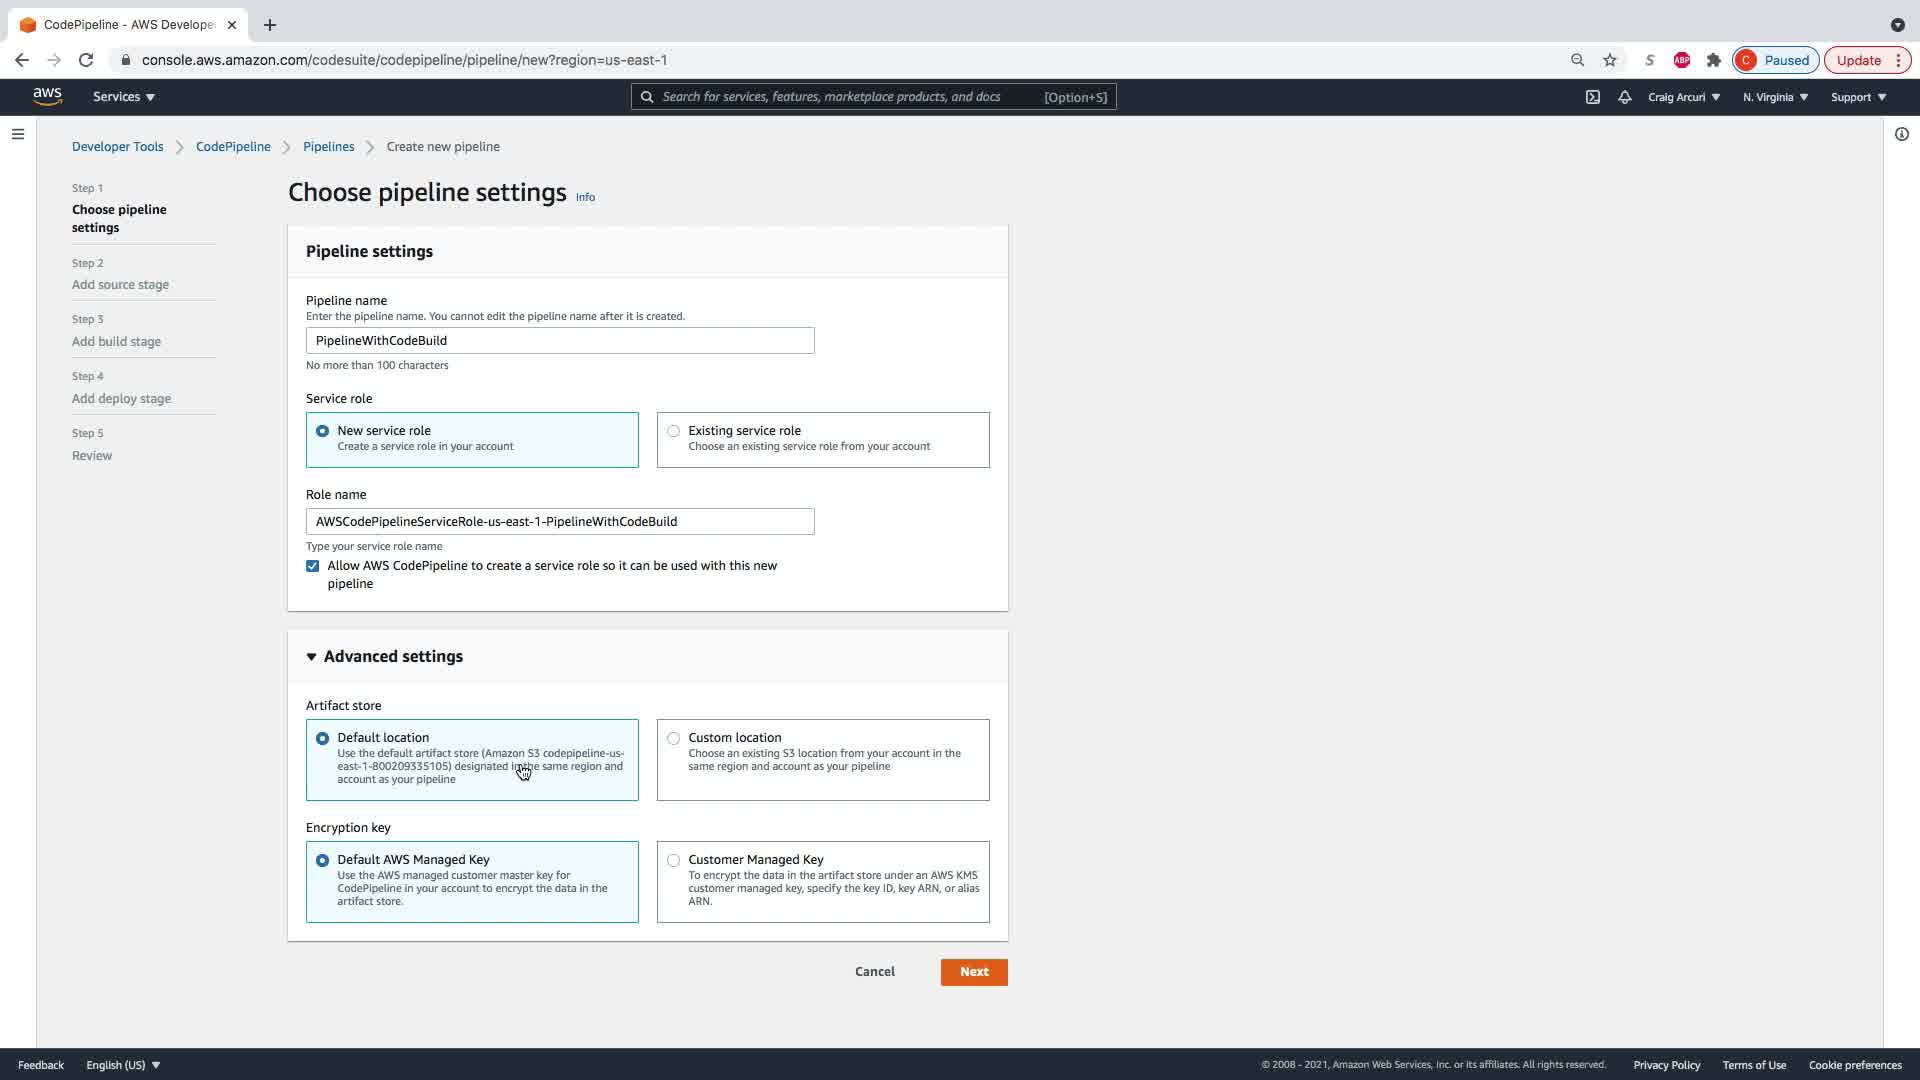 CodePipeline - AWS Develope
console.aws.amazon.com/codesuite/codepipeline/pipeline/new?region=us-east-1
S
ABP
C Paused
Update
aws
Services
Search for services, features, marketplace products, and docs [Option+S]
Craig Arcuri
N. Virginia
Support
Developer Tools
CodePipeline
Pipelines
Create new pipeline
Step 1
Choose pipeline
settings
Step 2
Add source stage
Step 3
Add build stage
Step 4
Add deploy stage
Step 5
Review
Choose pipeline settings Info
Pipeline settings
Pipeline name
Enter the pipeline name. You cannot edit the pipeline name after it is created.
PipelineWithCodeBuild
No more than 100 characters
Service role
New service role
Create a service role in your account
Existing service role
Choose an existing service role from your account
Role name
AWSCodePipelineServiceRole-us-east-1-PipelineWithCodeBuild
Type your service role name
Allow AWS CodePipeline to create a service role so it can be used with this new
pipeline
Advanced settings
Artifact store
Default location
Use the default artifact store (Amazon S3 codepipeline-us-
east-1-800209335105) designated in the same region and
account as your pipeline
Custom location
Choose an existing S3 location from your account in the
same region and account as your pipeline
Encryption key
Default AWS Managed Key
Use the AWS managed customer master key for
CodePipeline in your account to encrypt the data in the
artifact store.
Customer Managed Key
To encrypt the data in the artifact store under an AWS KMS
customer managed key, specify the key ID, key ARN, or alias
ARN.
Cancel
Next
Feedback
English (US)
© 2008 - 2021, Amazon Web Services, Inc. or its affiliates. All rights reserved.
Privacy Policy
Terms of Use
Cookie preferences